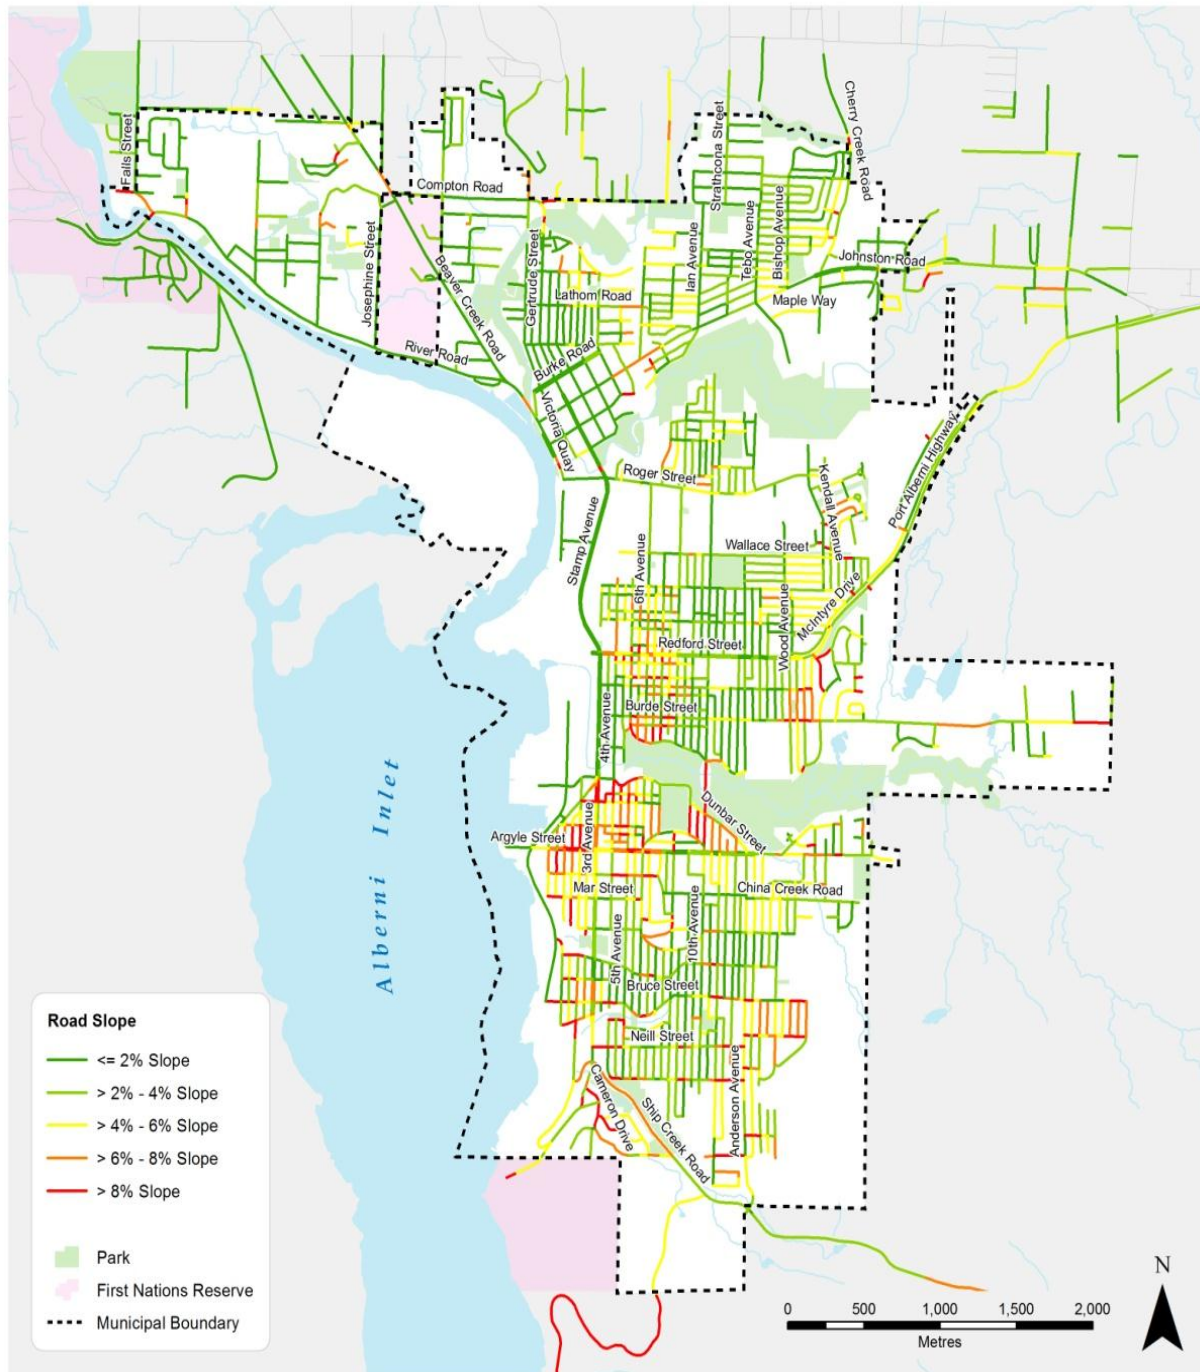 Falls Street
Compton Road
Strathcona Street
Cherry Creek Road
Josephine Street
Beaver Creek Road
Gertrude Street
Ian Avenue
Tebo Avenue
Bishop Avenue
Johnston Road
Lathom Road
Maple Way
River Road
Burke Road
Victoria Quay
Roger Street
Kendall Avenue
Port Alberni Highway
Stamp Avenue
6th Avenue
Wallace Street
Wood Avenue
McIntyre Drive
Redford Street
4th Avenue
Burde Street
Alberni Inlet
Argyle Street
3rd Avenue
Dunbar Street
Mar Street
China Creek Road
5th Avenue
10th Avenue
Bruce Street
Neill Street
Cameron Drive
Ship Creek Road
Anderson Avenue
Road Slope
<= 2% Slope
> 2% - 4% Slope
> 4% - 6% Slope
> 6% - 8% Slope
> 8% Slope
Park
First Nations Reserve
Municipal Boundary
N
0 500 1,000 1,500 2,000
Metres